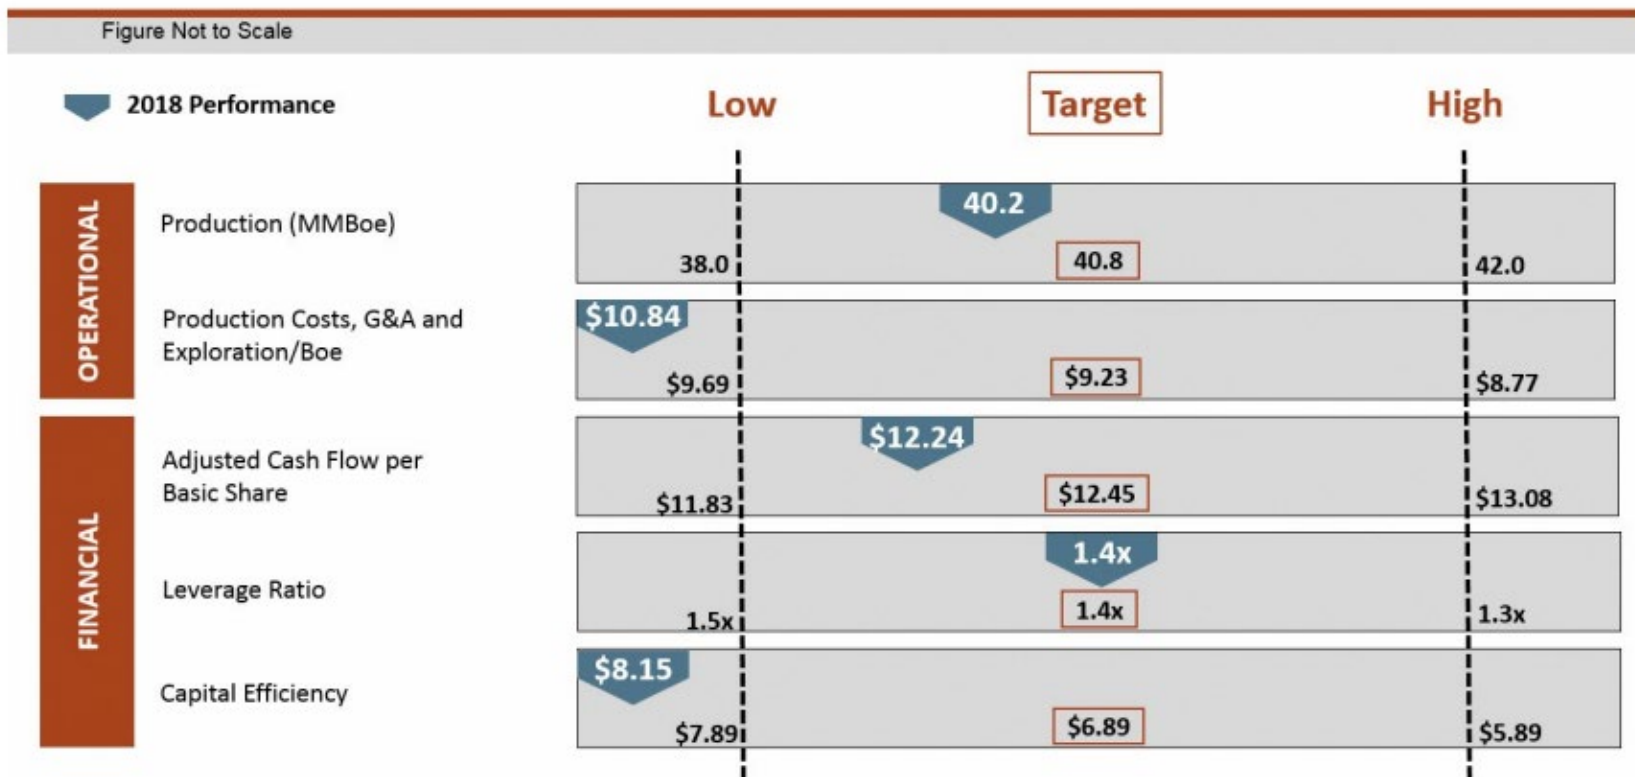 Figure Not to Scale
2018 Performance
Low
Target
High
OPERATIONAL
Production (MMBoe)
40.2
38.0
40.8
42.0
Production Costs, G&A and
Exploration/Boe
$10.84
$9.69
$9.23
$8.77
FINANCIAL
Adjusted Cash Flow per
Basic Share
$12.24
$11.83
$12.45
$13.08
Leverage Ratio
1.4x
1.5x
1.4x
1.3x
Capital Efficiency
$8.15
$7.89
$6.89
$5.89